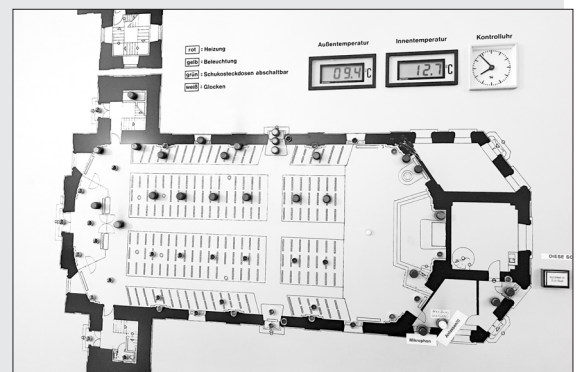 Außentemperatur
Innentemperatur
Kontrolluhr
09.4 °C
12.7 °C
rot : Heizung
gelb : Beleuchtung
grün : Schukosteckdosen abschaltbar
weiß : Glocken
DIESE SC
Mikrophon